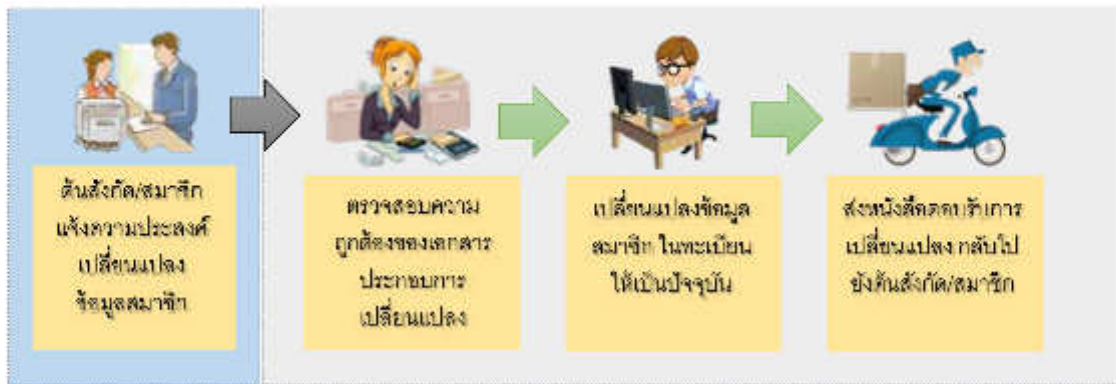 ต้นสังกัด/สมาชิก
แจ้งความประสงค์
เปลี่ยนแปลง
ข้อมูลสมาชิก
ตรวจสอบความ
ถูกต้องของเอกสาร
ประกอบการ
เปลี่ยนแปลง
เปลี่ยนแปลงข้อมูล
สมาชิก ในทะเบียน
ให้เป็นปัจจุบัน
ส่งหนังสือตอบรับการ
เปลี่ยนแปลง กลับไป
ยังต้นสังกัด/สมาชิก